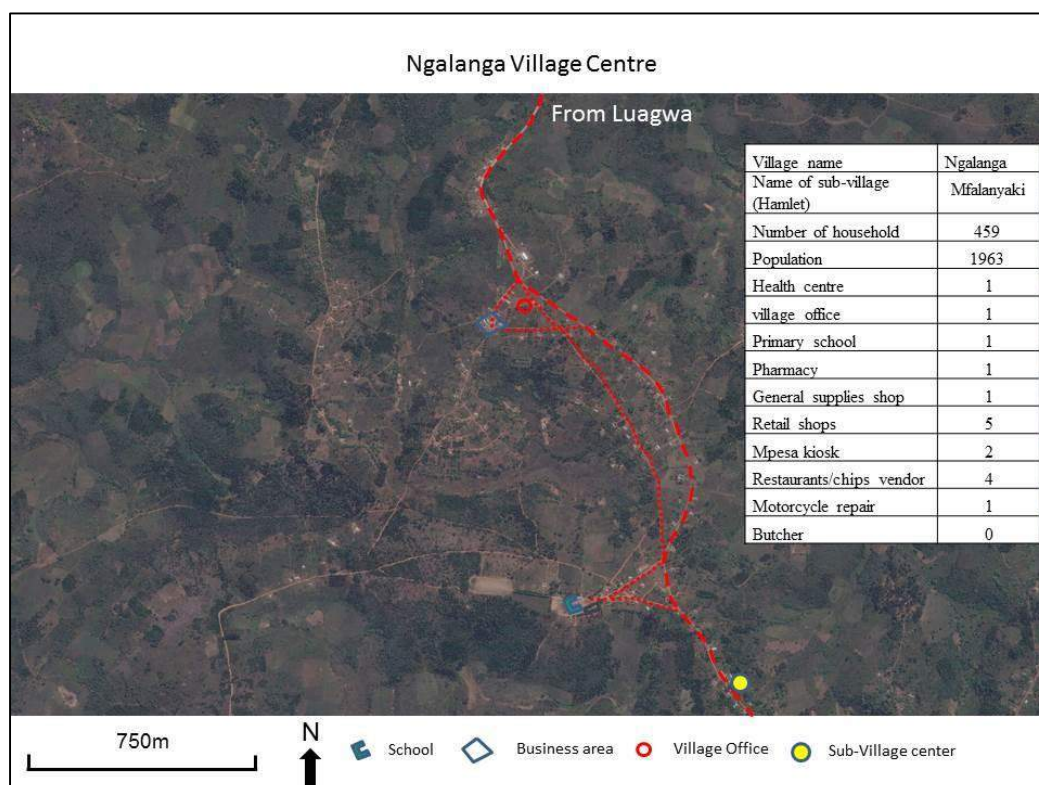 Ngalanga Village Centre
From Luagwa
Village name Ngalanga
Name of sub-village
(Hamlet) Mfalanyaki
Number of household 459
Population 1963
Health centre 1
village office 1
Primary school 1
Pharmacy 1
General supplies shop 1
Retail shops 5
Mpesa kiosk 2
Restaurants/chips vendor 4
Motorcycle repair 1
Butcher 0
750m
N
School
Business area
Village Office
Sub-Village center